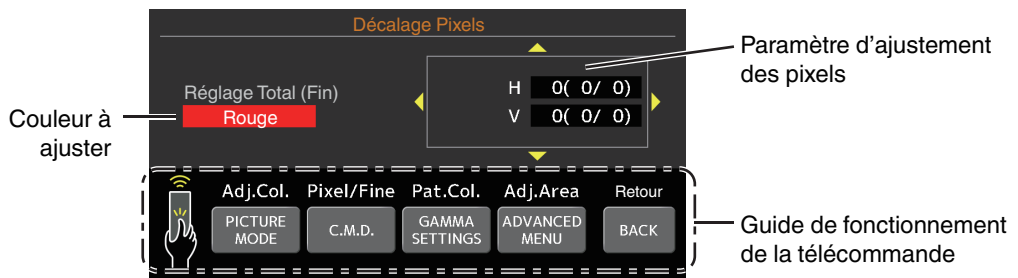 Décalage Pixels
Paramètre d'ajustement
des pixels
Réglage Total (Fin)
H 0( 0/ 0)
Couleur à
ajuster
Rouge
V 0( 0/ 0)
Adj.Col. Pixel/Fine Pat.Col. Adj.Area Retour
PICTURE
MODE
C.M.D.
GAMMA
SETTINGS
ADVANCED
MENU
BACK
Guide de fonctionnement
de la télécommande